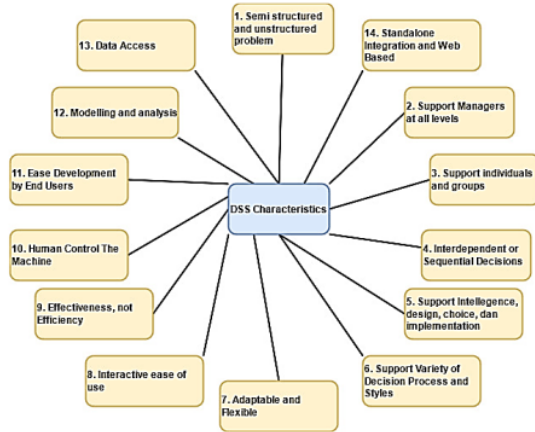 DSS Characteristics
1. Semi structured
and unstructured
problem
14. Standalone
Integration and Web
Based
2. Support Managers
at all levels
3. Support individuals
and groups
4. Interdependent or
Sequential Decisions
5. Support Intellegence,
design, choice, dan
implementation
6. Support Variety of
Decision Process and
Styles
7. Adaptable and
Flexible
8. Interactive ease of
use
9. Effectiveness, not
Efficiency
10. Human Control The
Machine
11. Ease Development
by End Users
12. Modelling and analysis
13. Data Access